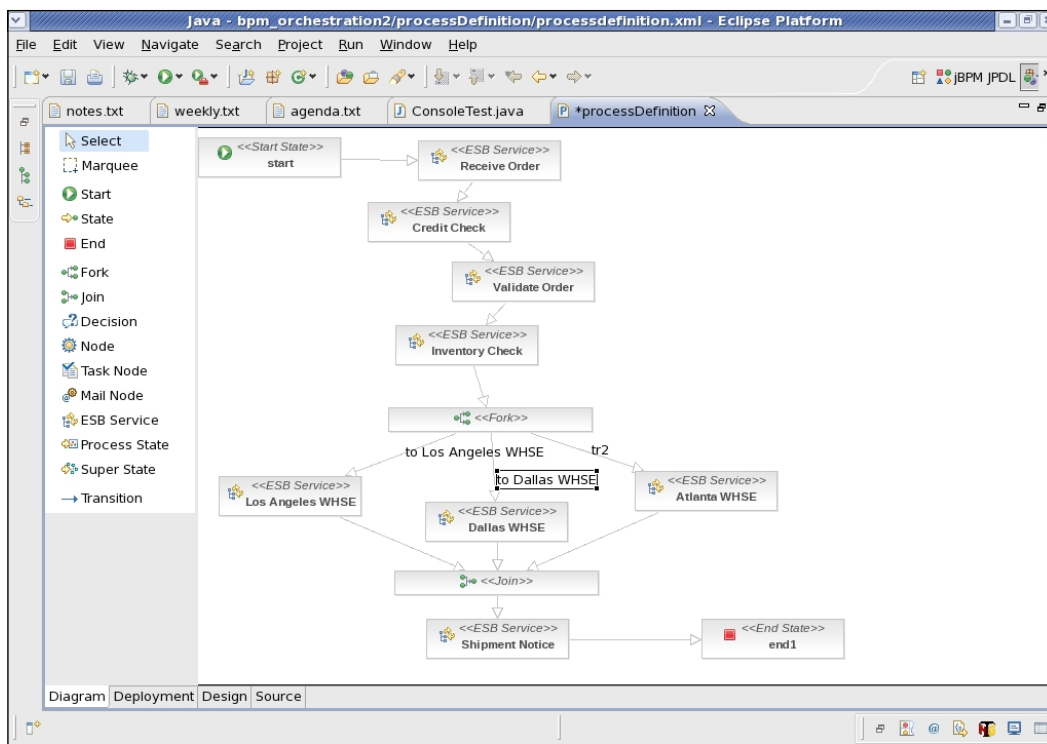 Java - bpm_orchestration2/processDefinition/processdefinition.xml - Eclipse Platform
File Edit View Navigate Search Project Run Window Help
jBPM JPDL
notes.txt weekly.txt agenda.txt ConsoleTest.java *processDefinition
Select
Marquee
Start
State
End
Fork
Join
Decision
Node
Task Node
Mail Node
ESB Service
Process State
Super State
Transition
<<Start State>>
start
<<ESB Service>>
Receive Order
<<ESB Service>>
Credit Check
<<ESB Service>>
Validate Order
<<ESB Service>>
Inventory Check
<<Fork>>
to Los Angeles WHSE
tr2
to Dallas WHSE
<<ESB Service>>
Los Angeles WHSE
<<ESB Service>>
Dallas WHSE
<<ESB Service>>
Atlanta WHSE
<<Join>>
<<ESB Service>>
Shipment Notice
<<End State>>
end1
Diagram Deployment Design Source